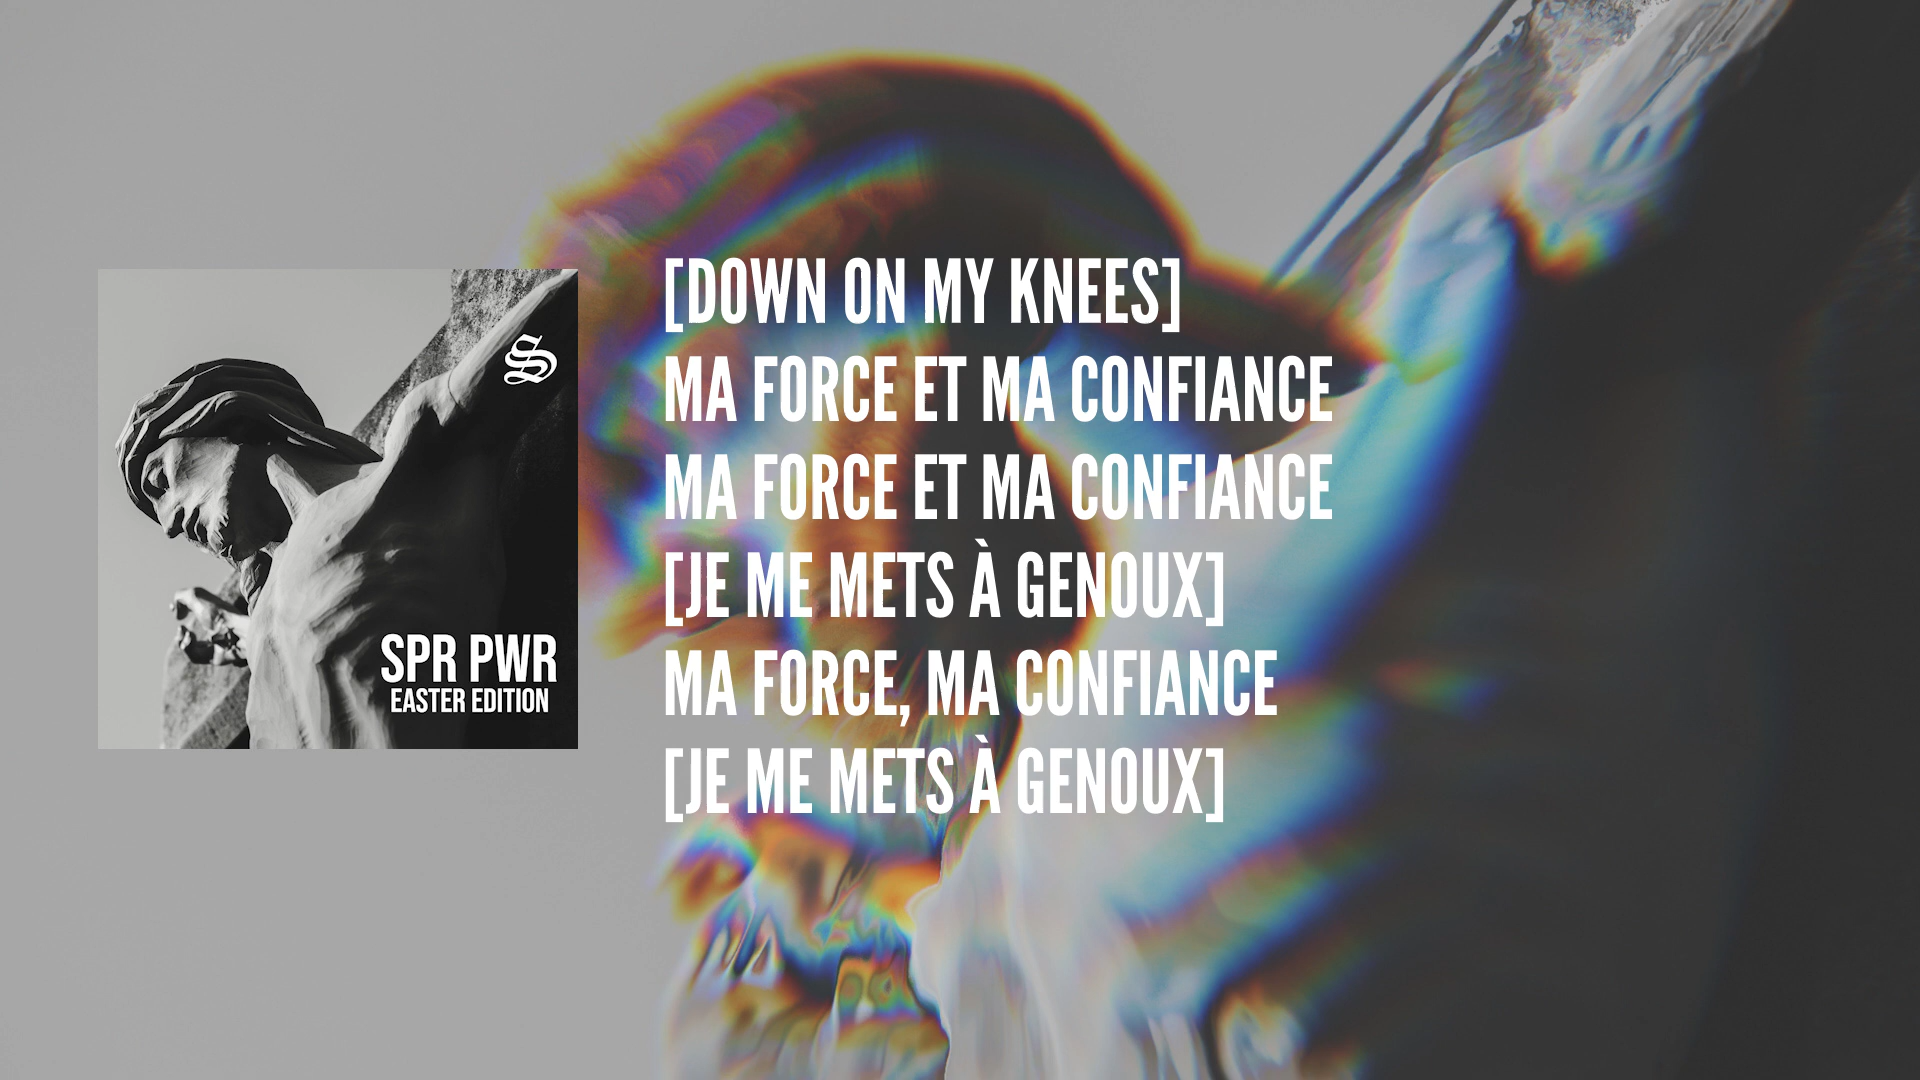 S
SPR PWR
EASTER EDITION
[DOWN ON MY KNEES]
MA FORCE ET MA CONFIANCE
MA FORCE ET MA CONFIANCE
[JE ME METS À GENOUX]
MA FORCE, MA CONFIANCE
[JE ME METS À GENOUX]